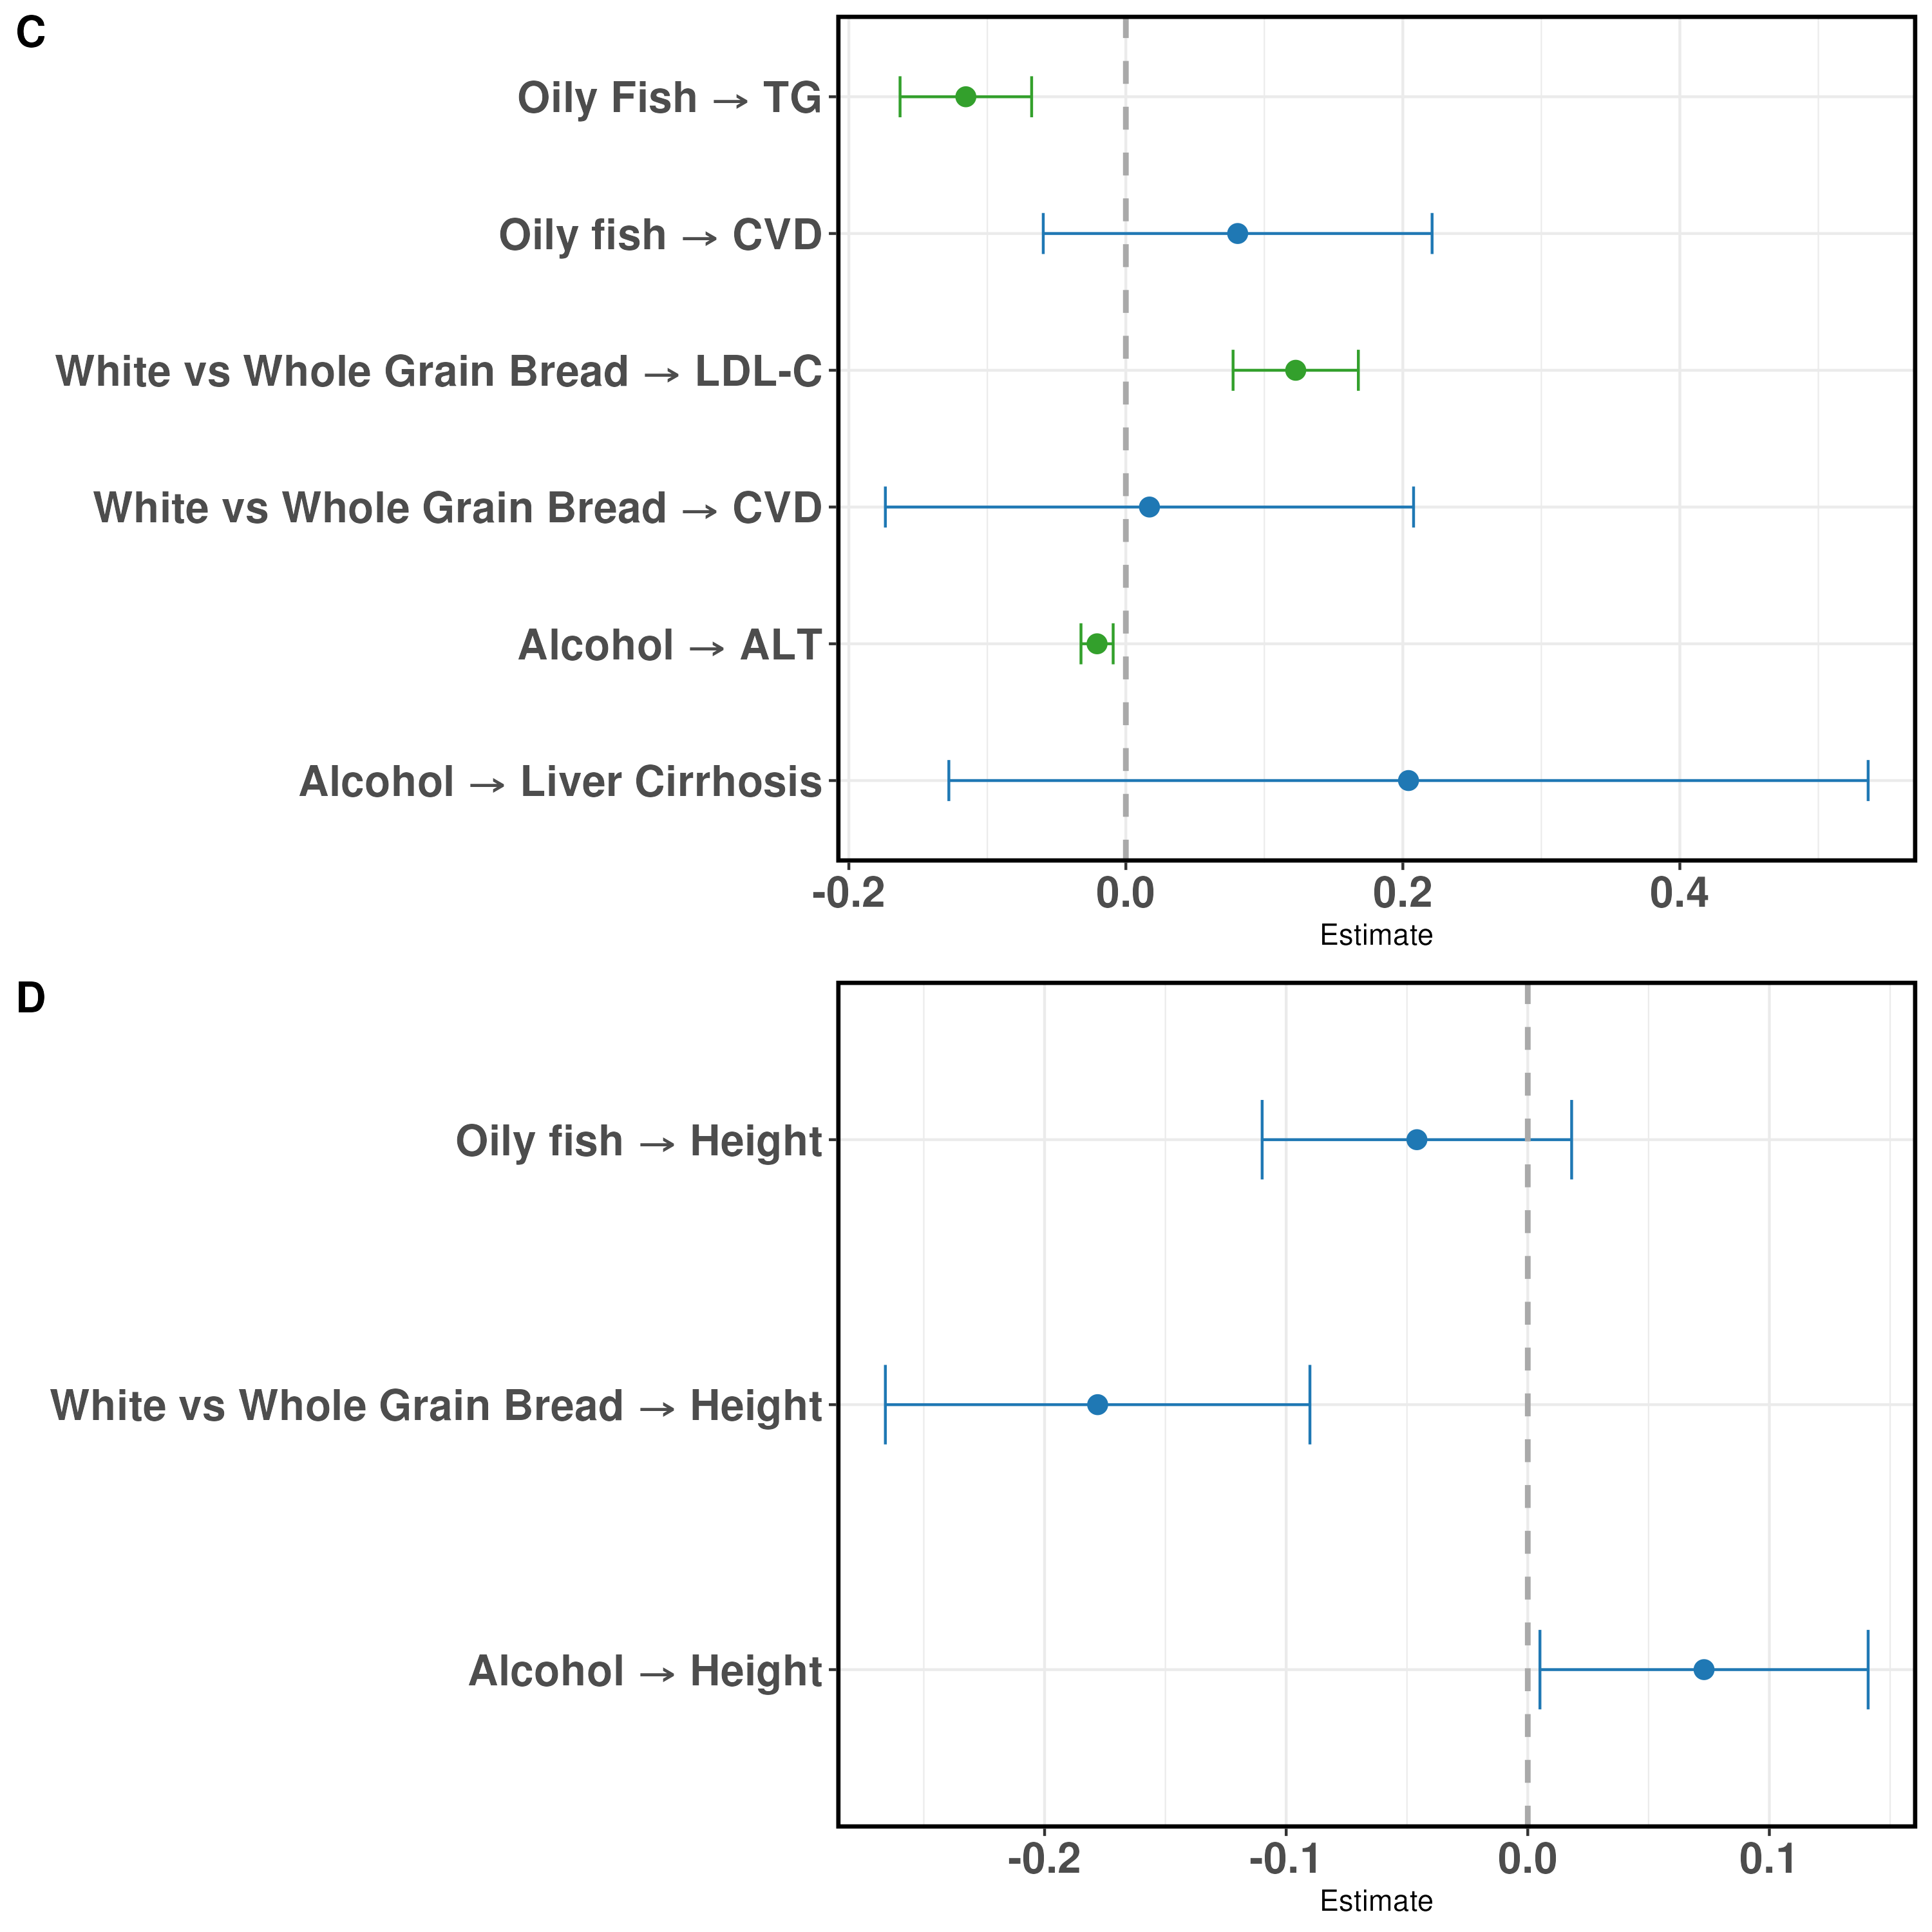 C
Oily Fish → TG
Oily fish → CVD
White vs Whole Grain Bread → LDL-C
White vs Whole Grain Bread → CVD
Alcohol → ALT
Alcohol → Liver Cirrhosis
-0.2 0.0 0.2 0.4
Estimate
D
Oily fish → Height
White vs Whole Grain Bread → Height
Alcohol → Height
-0.2 -0.1 0.0 0.1
Estimate